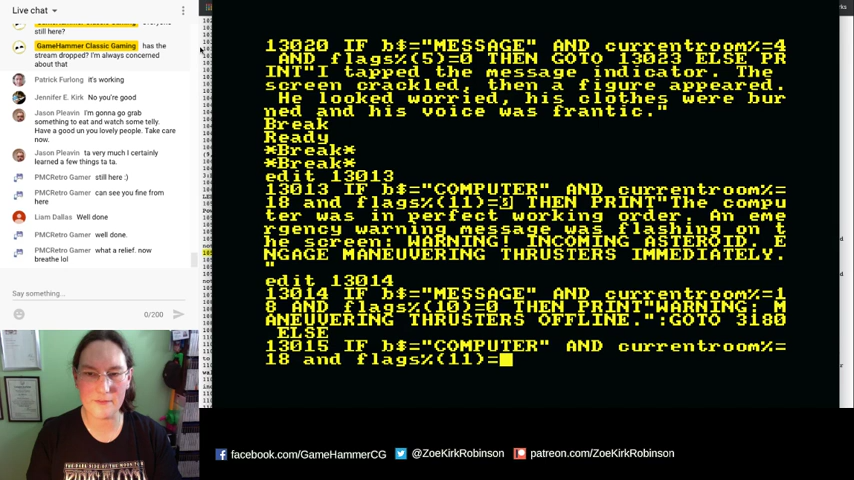 Live chat
still here?
GameHammer Classic Gaming has the
stream dropped? I'm always concerned
about that
Patrick Furlong it's working
Jennifer E. Kirk No you're good
Jason Pleavin I'm gonna go grab
something to eat and watch some telly.
Have a good un you lovely people. Take care
now.
Jason Pleavin ta very much I certainly
learned a few things ta ta.
PMCRetro Gamer still here :)
PMCRetro Gamer can see you fine from
here
Liam Dallas Well done
PMCRetro Gamer well done.
PMCRetro Gamer what a relief. now
breathe lol
Say something...
0/200
13020 IF b$="MESSAGE" AND currentroom%=4
AND flags%(5)=0 THEN GOTO 13023 ELSE PR
INT"I tapped the message indicator. The
screen crackled, then a figure appeared.
He looked worried, his clothes were bur
ned and his voice was frantic."
Break
Ready
*Break*
*Break*
edit 13013
13013 IF b$="COMPUTER" AND currentroom%=
18 and flags%(11)=0 THEN PRINT"The compu
ter was in perfect working order. An eme
rgency warning message was flashing on t
he screen: WARNING! INCOMING ASTEROID. E
NGAGE MANEUVERING THRUSTERS IMMEDIATELY.
"
edit 13014
13014 IF b$="MESSAGE" AND currentroom%=1
8 AND flags%(10)=0 THEN PRINT"WARNING: M
ANEUVERING THRUSTERS OFFLINE.":GOTO 3180
ELSE
13015 IF b$="COMPUTER" AND currentroom%=
18 and flags%(11)=
facebook.com/GameHammerCG
@ZoeKirkRobinson
patreon.com/ZoeKirkRobinson